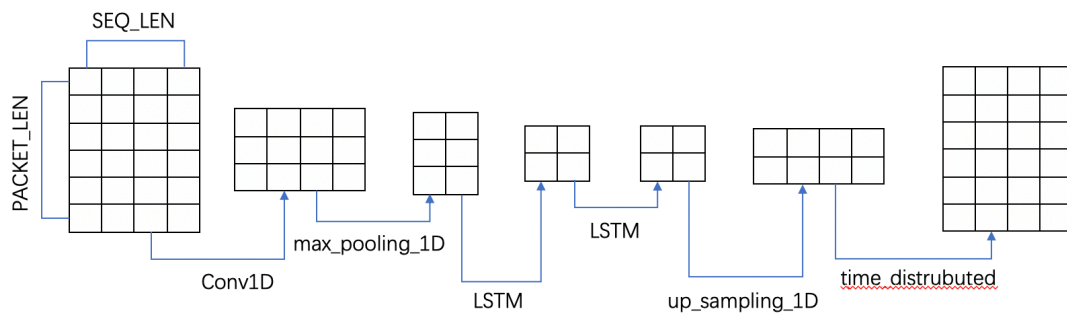 SEQ_LEN
PACKET_LEN
Conv1D
max_pooling_1D
LSTM
LSTM
up_sampling_1D
time_distrubuted